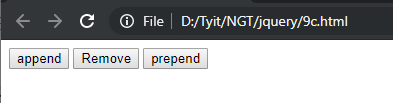 File | D:/Tyit/NGT/jquery/9c.html
append Remove prepend